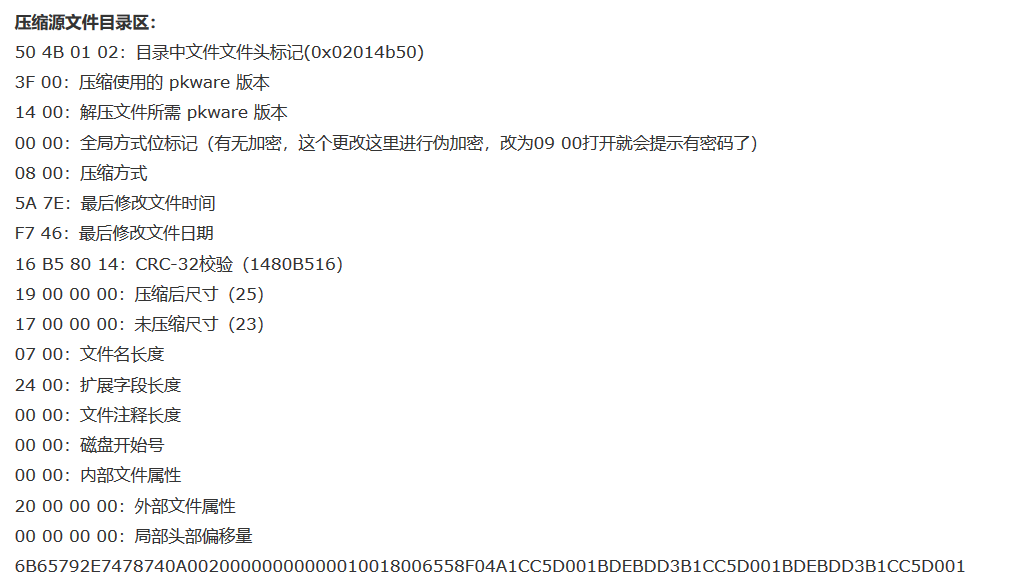 压缩源文件目录区：
50 4B 01 02：目录中文件文件头标记(0x02014b50)
3F 00：压缩使用的 pkware 版本
14 00：解压文件所需 pkware 版本
00 00：全局方式位标记（有无加密，这个更改这里进行伪加密，改为09 00打开就会提示有密码了）
08 00：压缩方式
5A 7E：最后修改文件时间
F7 46：最后修改文件日期
16 B5 80 14：CRC-32校验（1480B516）
19 00 00 00：压缩后尺寸（25）
17 00 00 00：未压缩尺寸（23）
07 00：文件名长度
24 00：扩展字段长度
00 00：文件注释长度
00 00：磁盘开始号
00 00：内部文件属性
20 00 00 00：外部文件属性
00 00 00 00：局部头部偏移量
6B65792E7478740A00200000000000010018006558F04A1CC5D001BDEBDD3B1CC5D001BDEBDD3B1CC5D001